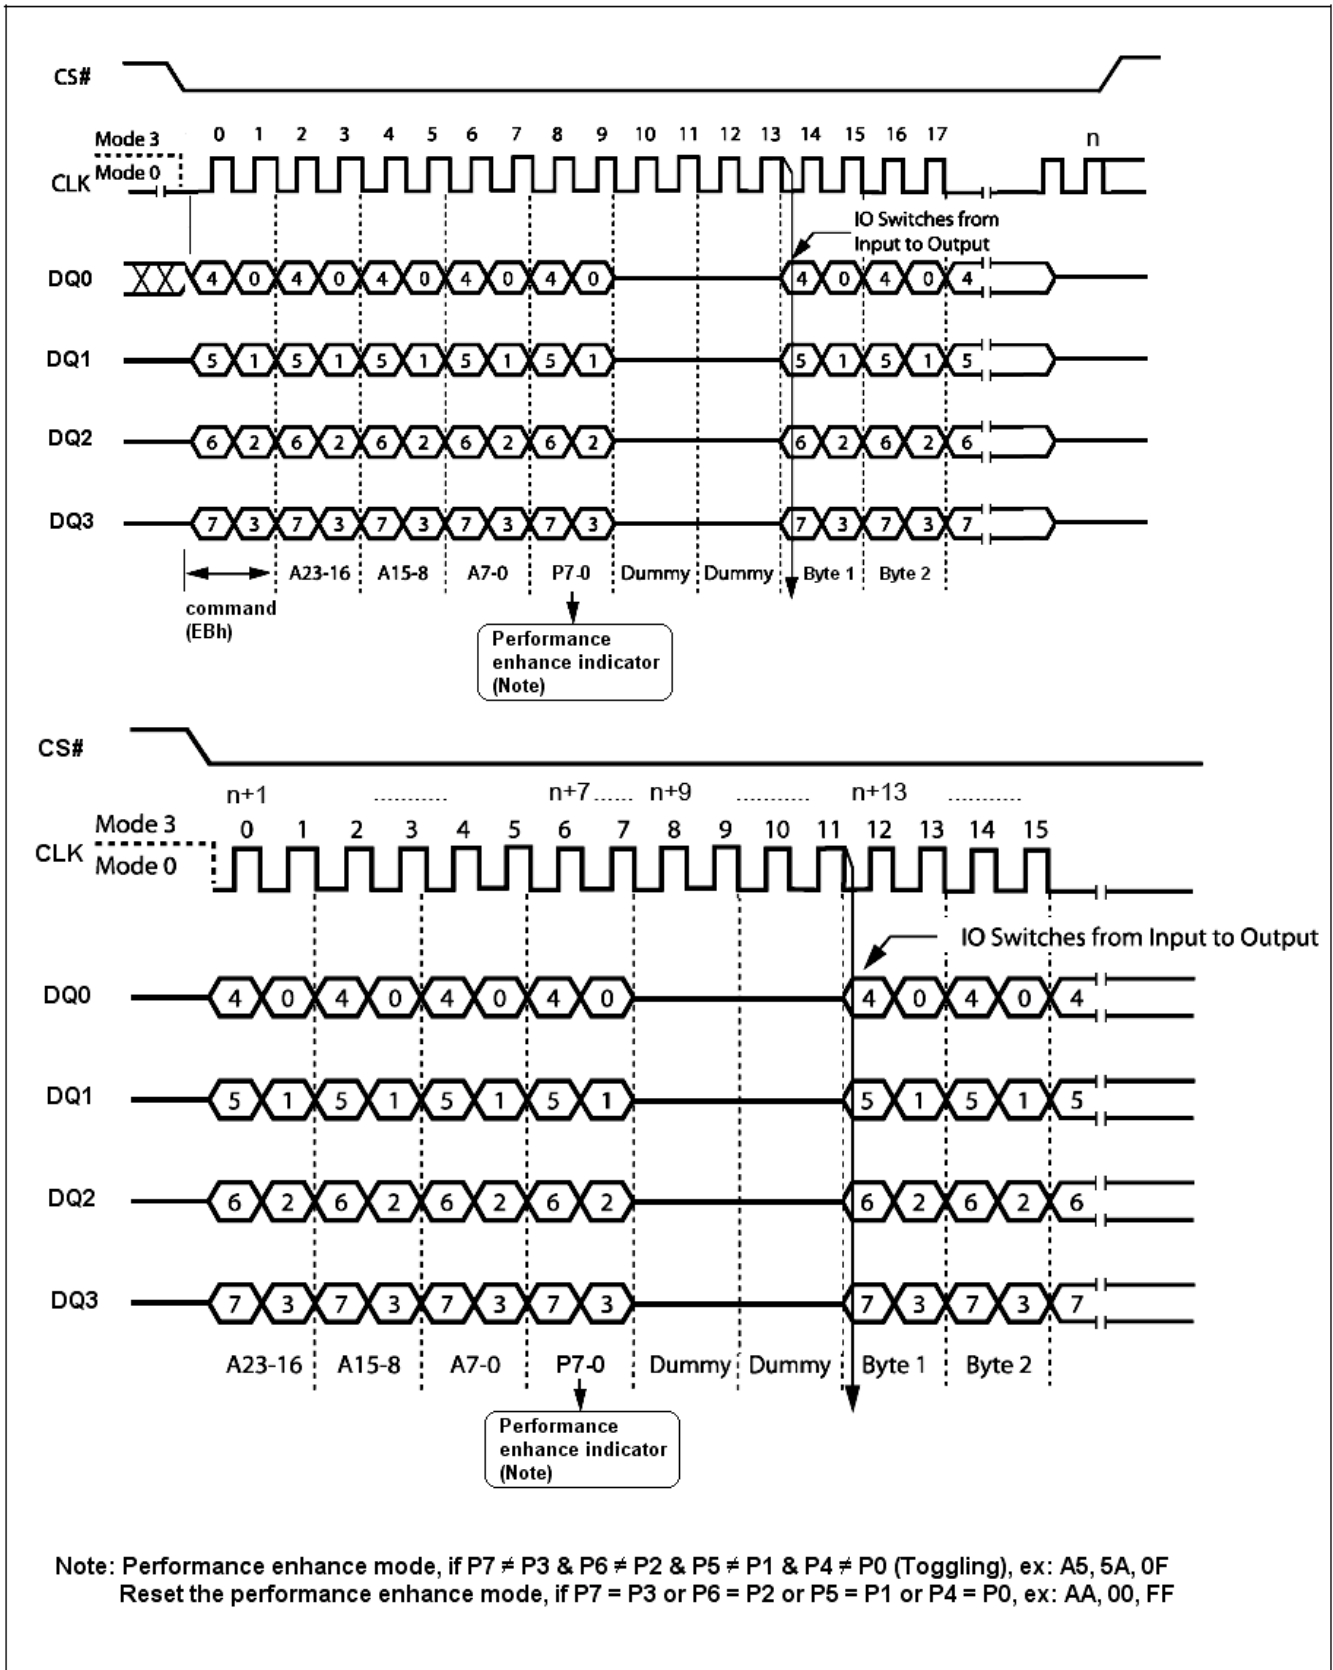 CS#
0 1 2 3 4 5 6 7 8 9 10 11 12 13 14 15 16 17 n
Mode 3
Mode 0
CLK
IO Switches from
Input to Output
DQ0 4 0 4 0 4 0 4 0 4 0 4 0 4 0 4
DQ1 5 1 5 1 5 1 5 1 5 1 5 1 5 1 5
DQ2 6 2 6 2 6 2 6 2 6 2 6 2 6 2 6
DQ3 7 3 7 3 7 3 7 3 7 3 7 3 7 3 7
A23-16 A15-8 A7-0 P7-0 Dummy Dummy Byte 1 Byte 2
command
(EBh)
Performance
enhance indicator
(Note)
CS#
n+1 ............ n+7 ...... n+9 ............ n+13 ............
Mode 3 0 1 2 3 4 5 6 7 8 9 10 11 12 13 14 15
CLK
Mode 0
IO Switches from Input to Output
DQ0 4 0 4 0 4 0 4 0 4 0 4 0 4
DQ1 5 1 5 1 5 1 5 1 5 1 5 1 5
DQ2 6 2 6 2 6 2 6 2 6 2 6 2 6
DQ3 7 3 7 3 7 3 7 3 7 3 7 3 7
A23-16 A15-8 A7-0 P7-0 Dummy Dummy Byte 1 Byte 2
Performance
enhance indicator
(Note)
Note: Performance enhance mode, if P7 ≠ P3 & P6 ≠ P2 & P5 ≠ P1 & P4 ≠ P0 (Toggling), ex: A5, 5A, 0F
Reset the performance enhance mode, if P7 = P3 or P6 = P2 or P5 = P1 or P4 = P0, ex: AA, 00, FF